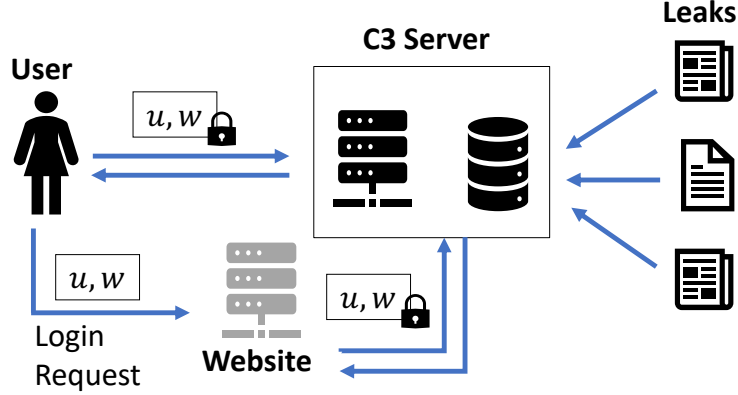 Leaks
C3 Server
User
u, w
u, w
u, w
Login
Request
Website